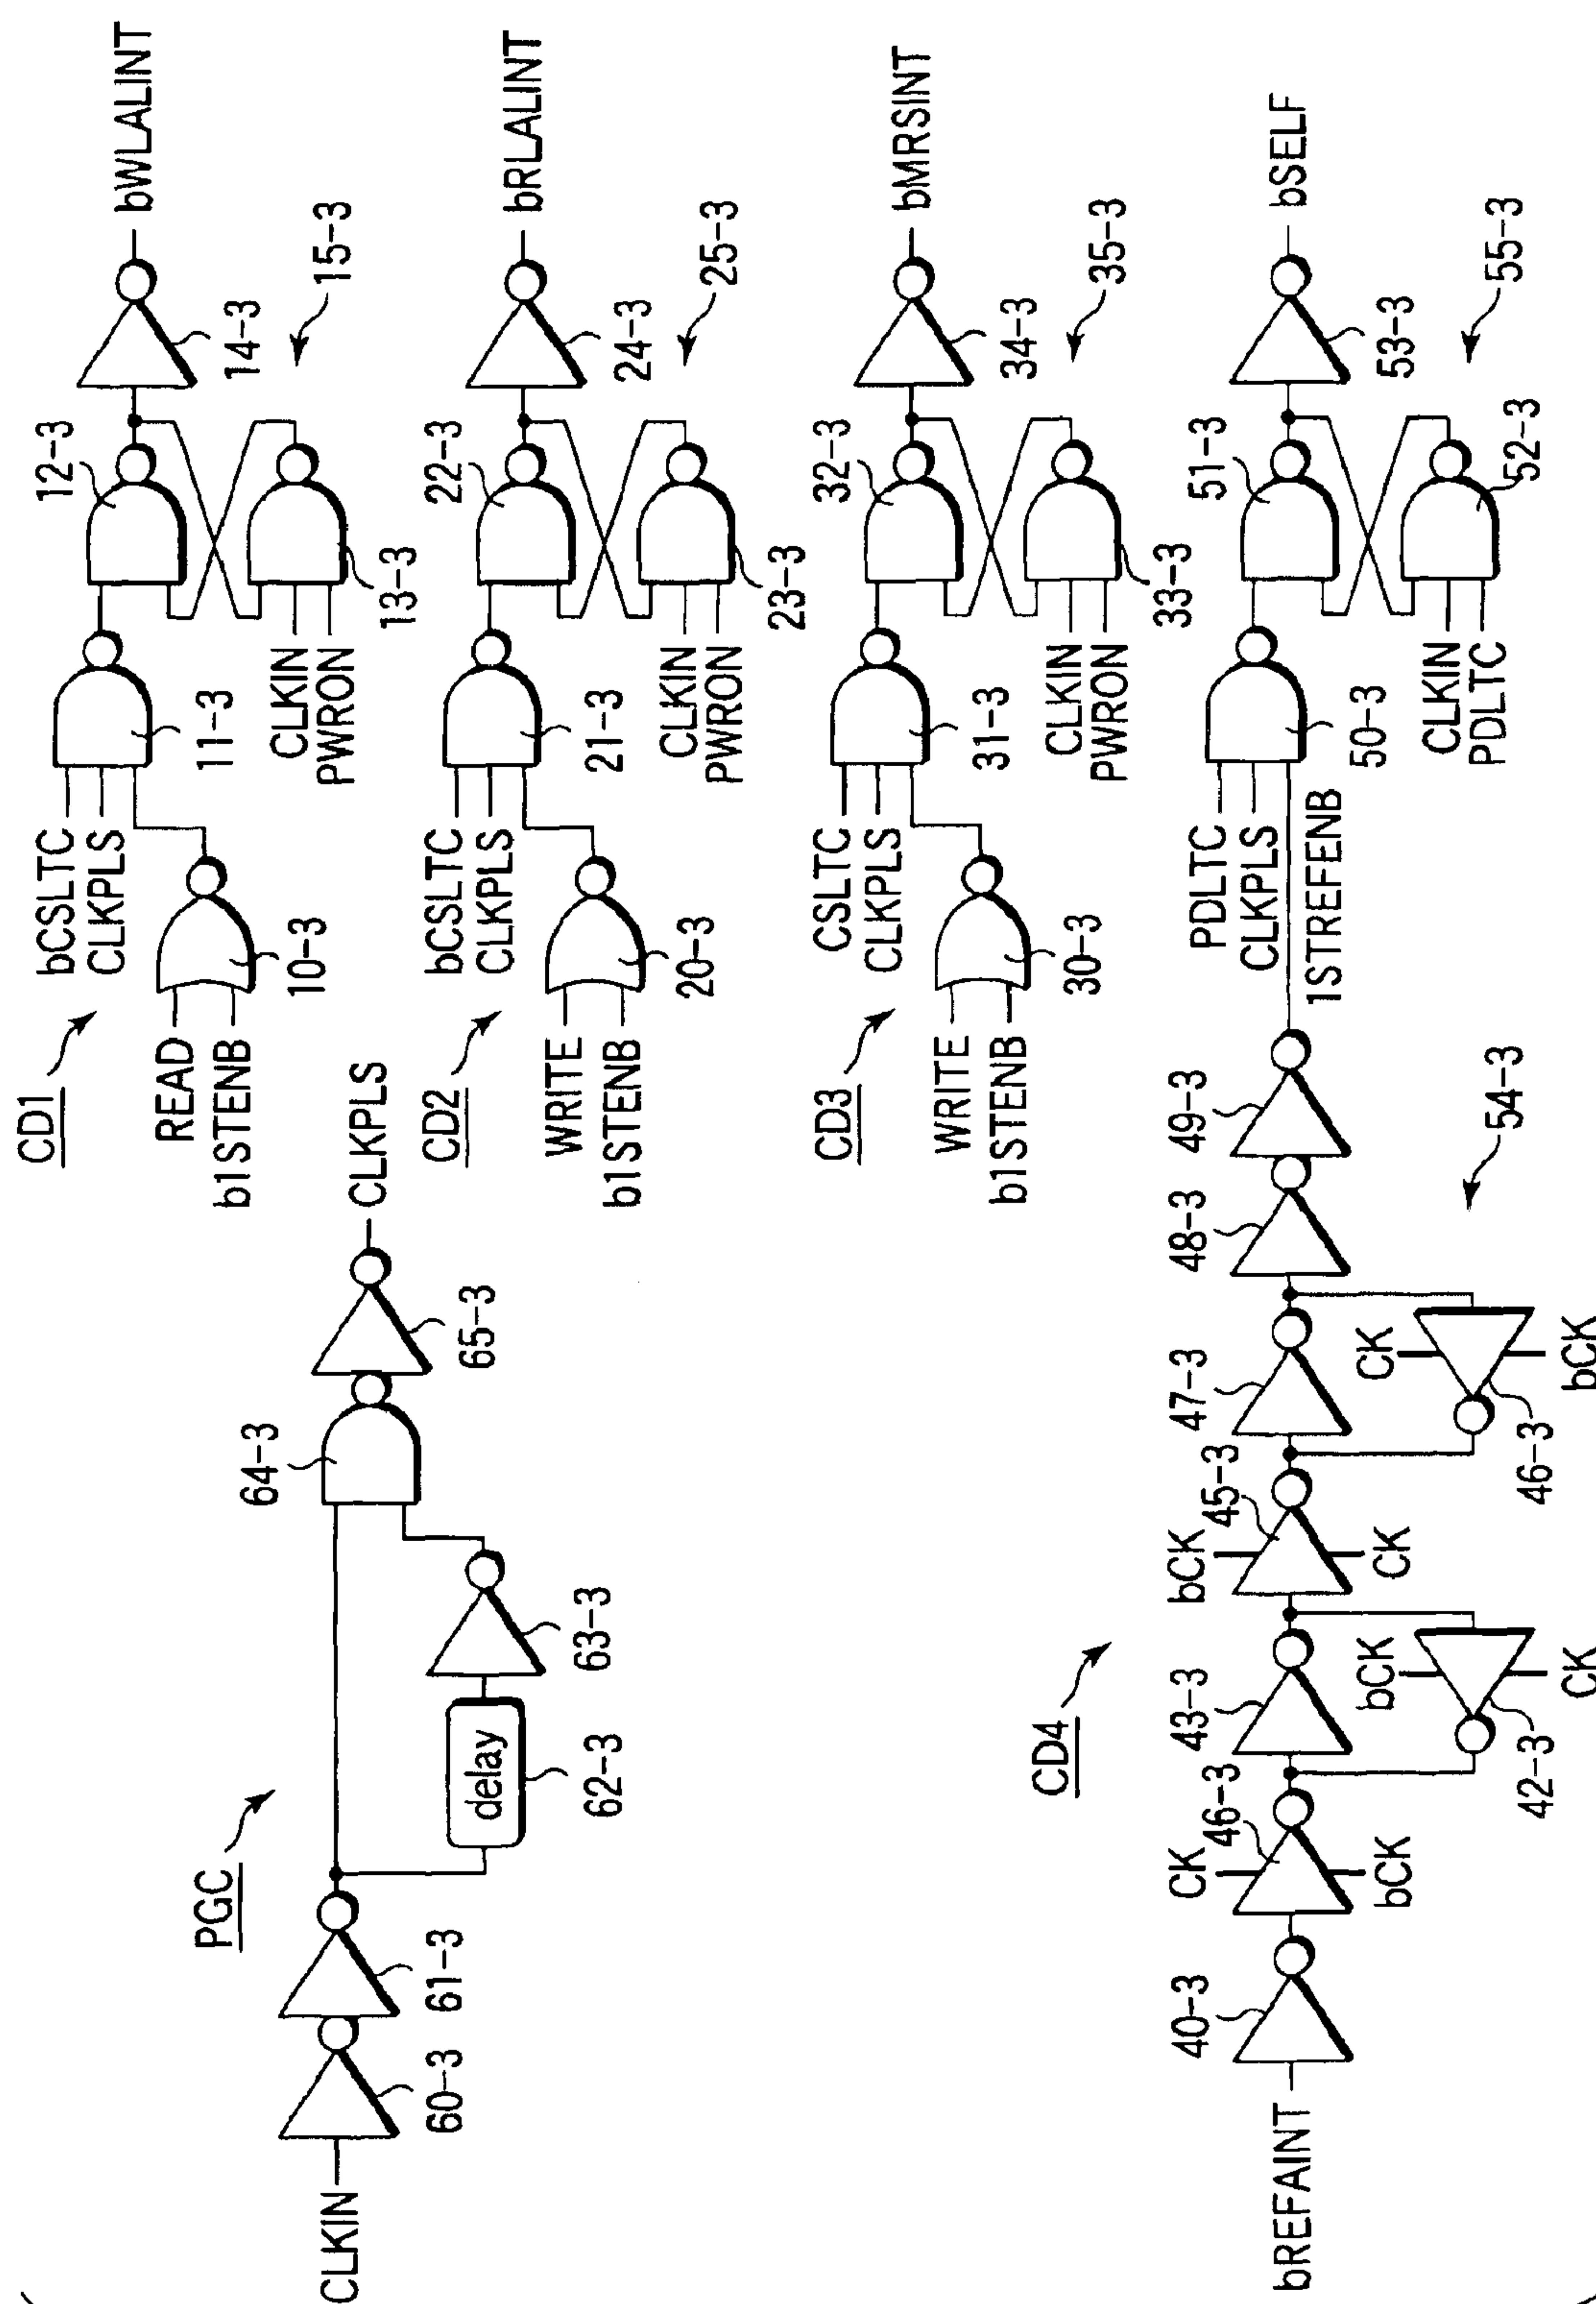 PGC
CLKIN
60-3
61-3
delay
62-3
63-3
64-3
65-3
CLKPLS
CD1
READ
b1STENB
10-3
bCSLTC
CLKPLS
11-3
12-3
CLKIN
PWRON
13-3
14-3
15-3
bWLALINT
CD2
WRITE
b1STENB
20-3
bCSLTC
CLKPLS
21-3
22-3
CLKIN
PWRON
23-3
24-3
25-3
bRLALINT
CD3
WRITE
b1STENB
30-3
CSLTC
CLKPLS
31-3
32-3
CLKIN
PWRON
33-3
34-3
35-3
bMRSINT
CD4
bREFAINT
40-3
CK
46-3
bCK
43-3
bCK
CK
42-3
bCK
45-3
CK
47-3
CK
bCK
46-3
48-3
49-3
54-3
1STREFENB
PDLTC
CLKPLS
50-3
51-3
CLKIN
PDLTC
52-3
53-3
55-3
bSELF